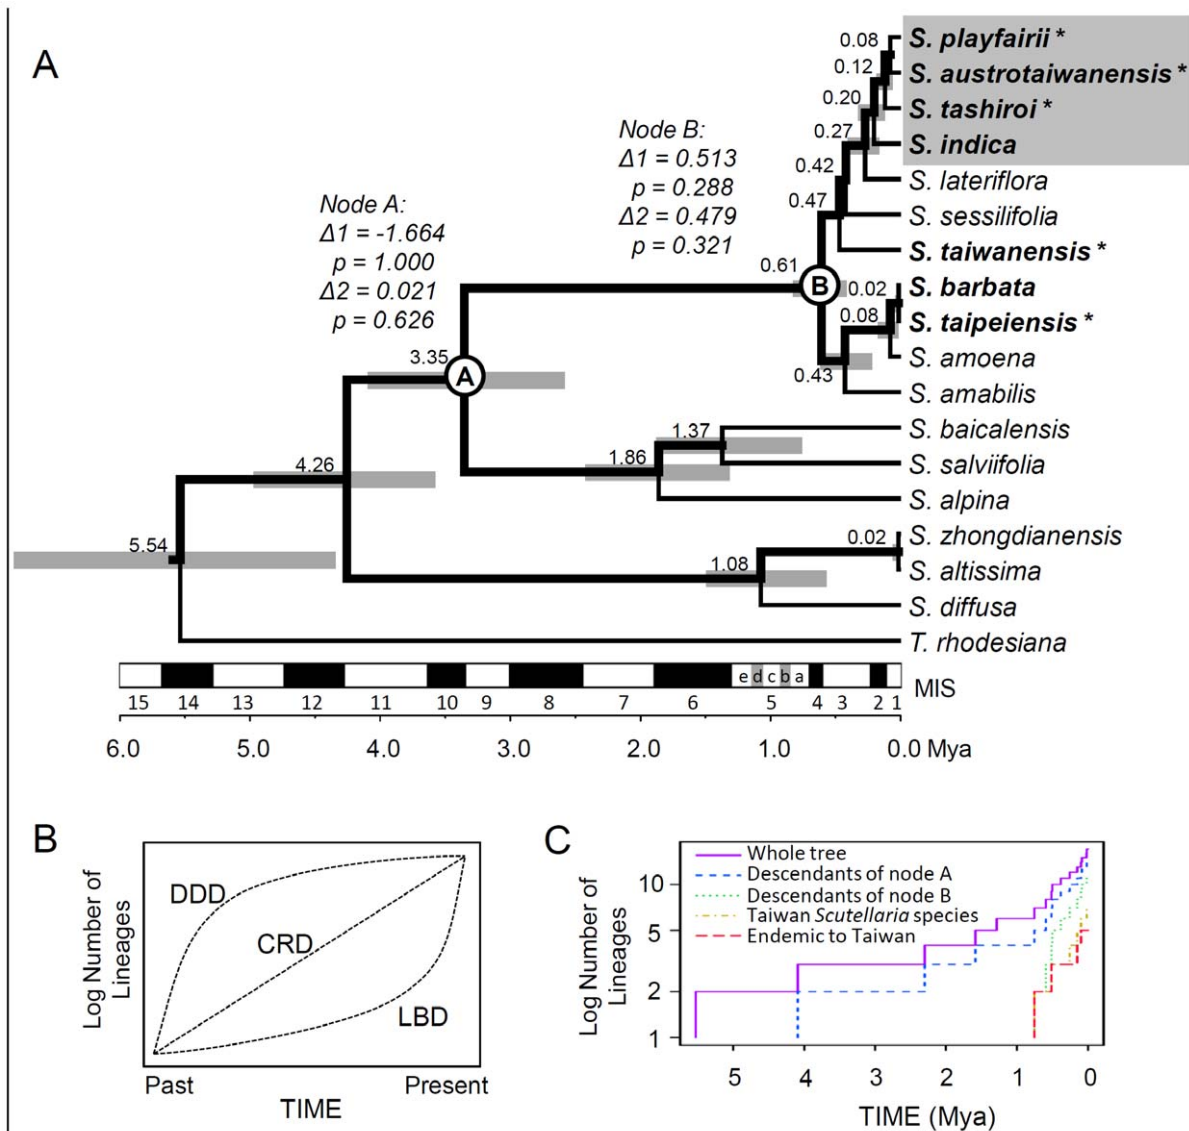 A
0.08
S. playfairii *
0.12
S. austrotaiwanensis *
0.20
S. tashiroi *
0.27
S. indica
0.42
S. lateriflora
0.47
S. sessilifolia
S. taiwanensis *
Node B:
Δ1 = 0.513
p = 0.288
Δ2 = 0.479
p = 0.321
0.61
B
0.02
S. barbata
0.08
S. taipeiensis *
S. amoena
0.43
S. amabilis
Node A:
Δ1 = -1.664
p = 1.000
Δ2 = 0.021
p = 0.626
3.35
A
1.37
S. baicalensis
1.86
S. salviifolia
S. alpina
4.26
0.02
S. zhongdianensis
5.54
S. altissima
1.08
S. diffusa
T. rhodesiana
e d c b a
15 14 13 12 11 10 9 8 7 6 5 4 3 2 1
MIS
6.0 5.0 4.0 3.0 2.0 1.0 0.0 Mya
B
Log Number of
Lineages
DDD
CRD
LBD
Past
Present
TIME
C
Log Number of
Lineages
10
5
2
1
Whole tree
Descendants of node A
Descendants of node B
Taiwan Scutellaria species
Endemic to Taiwan
5 4 3 2 1 0
TIME (Mya)